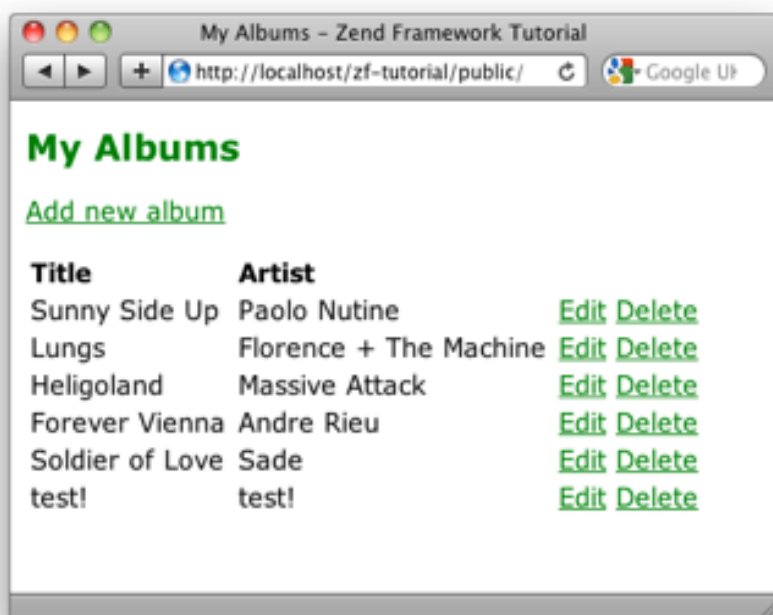 My Albums – Zend Framework Tutorial
http://localhost/zf-tutorial/public/ Google UK
My Albums
Add new album
Title Artist
Sunny Side Up Paolo Nutine Edit Delete
Lungs Florence + The Machine Edit Delete
Heligoland Massive Attack Edit Delete
Forever Vienna Andre Rieu Edit Delete
Soldier of Love Sade Edit Delete
test! test! Edit Delete